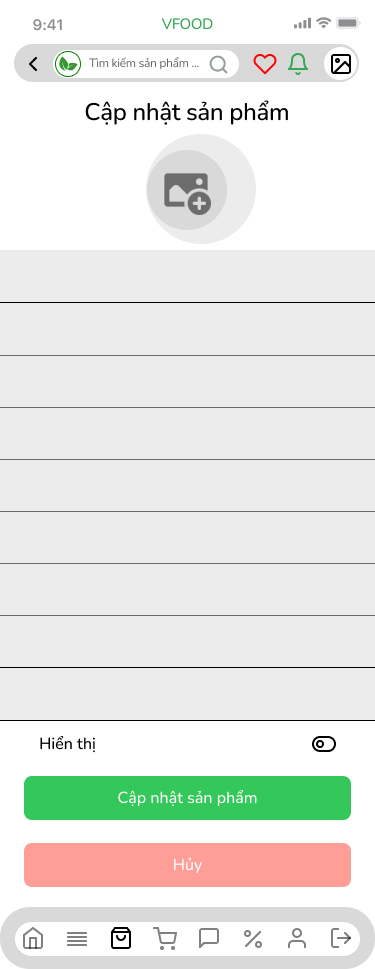 9:41
VFOOD
Tìm kiếm sản phẩm ...
Cập nhật sản phẩm
Hiển thị
Cập nhật sản phẩm
Hủy